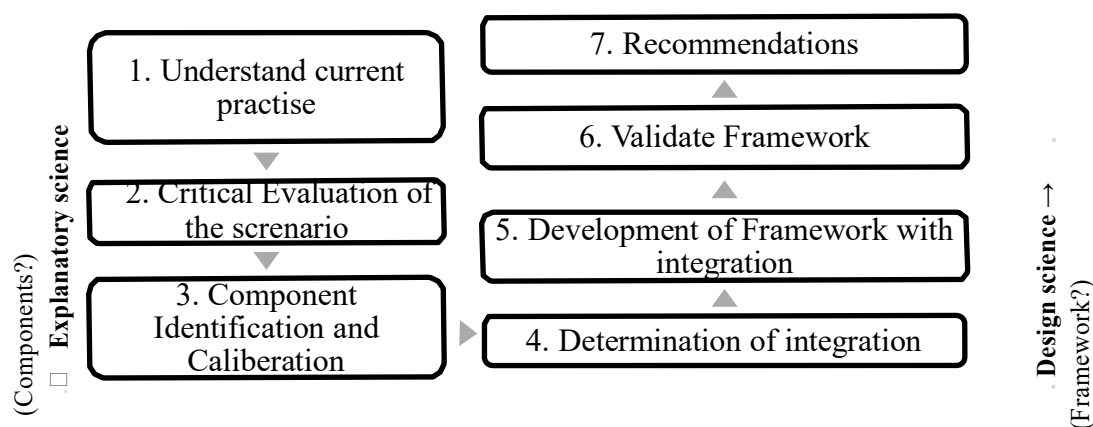 1. Understand current
practise
2. Critical Evaluation of
the screnario
3. Component
Identification and
Caliberation
4. Determination of integration
5. Development of Framework with
integration
6. Validate Framework
7. Recommendations
Explanatory science
(Components?)
Design science →
(Framework?)